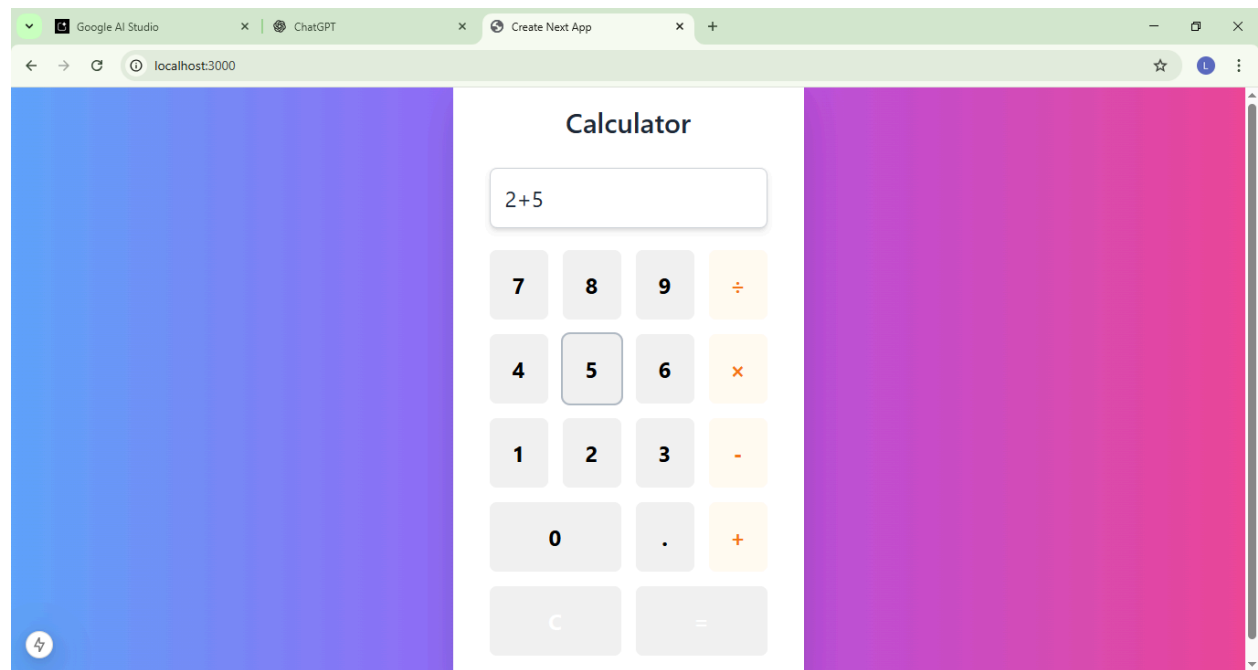 Google AI Studio ChatGPT Create Next App
localhost:3000 L
Calculator
2+5
7 8 9 ÷
4 5 6 ×
1 2 3 -
0 . +
C =